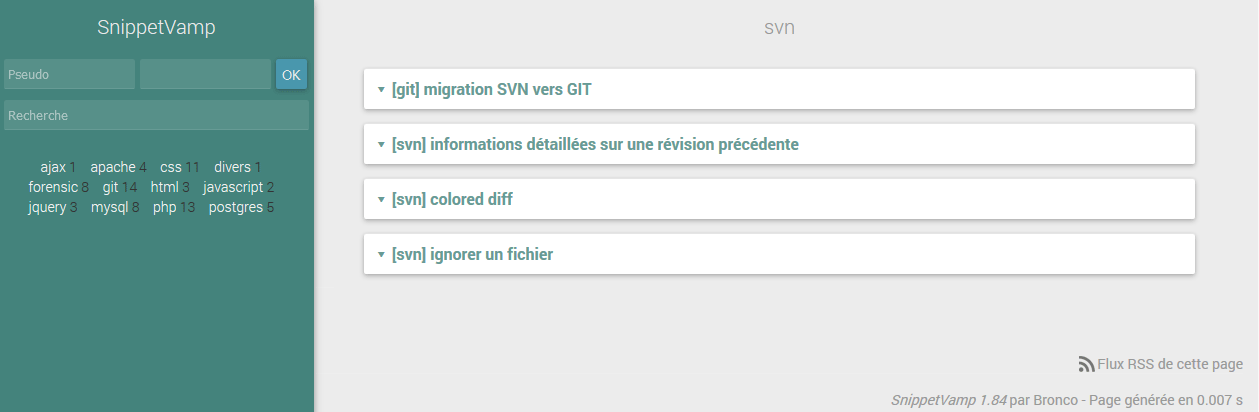 SnippetVamp
Pseudo
OK
Recherche
ajax 1 apache 4 css 11 divers 1
forensic 8 git 14 html 3 javascript 2
jquery 3 mysql 8 php 13 postgres 5
svn
[git] migration SVN vers GIT
[svn] informations détaillées sur une révision précédente
[svn] colored diff
[svn] ignorer un fichier
Flux RSS de cette page
SnippetVamp 1.84 par Bronco - Page générée en 0.007 s